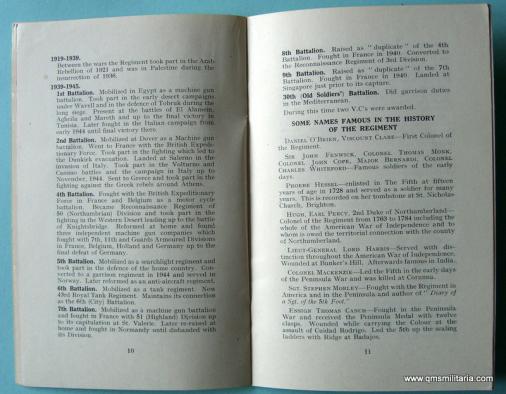 1919-1939.
Between the wars the Regiment took part in the Arab
Rebellion of 1921 and was in Palestine during the
insurrection of 1936.
1939-1945.
1st Battalion. Mobilised in Egypt as a Machine gun
battalion. Took part in the early desert campaigns
under Wavell and in the defence of Tobruk during the
long siege. Present at the battles of El Alamein,
Agheila and Mareth and up to the final victory in
Tunisia. Later fought in the Italian campaign from
early 1944 until final victory there.
2nd Battalion. Mobilised at Dover as a Machine gun
battalion. Went to France with the British Expedi-
tionary Force. Took part in the fighting which led to
the Dunkirk evacuation. Landed at Salerno in the
invasion of Italy. Took part in the Volturno and
Cassino battles and the campaign in Italy up to
November, 1944. Sent to Greece and took part in the
fighting against the Greek rebels around Athens.
4th Battalion. Fought with the British Expeditionary
Force in France and Belgium as a motor cycle
battalion. Became Reconnaissance Regiment of
50 (Northumbrian) Division and took part in the
fighting in the Western Desert leading up to the battle
of Knightsbridge. Reformed at home and found
three independent machine gun companies which
fought with 7th, 11th and Guards Armoured Divisions
in France, Belgium, Holland and Germany up to the
final defeat of Germany.
5th Battalion. Mobilised as a searchlight regiment and
took part in the defence of the home country. Con-
verted to a garrison regiment in 1944 and served in
Norway. Later reformed as an anti-aircraft regiment.
6th Battalion. Mobilised as a tank regiment. Now
43rd Royal Tank Regiment. Maintains its connection
as the 6th (City) Battalion.
7th Battalion. Mobilised as a machine gun battalion
and fought in France with 51 (Highland) Division up
to its capitulation at St. Valerie. Later re-raised at
home and fought in Normandy until disbanded with
its Division.
10
8th Battalion. Raised as "duplicate" of the 4th
Battalion. Fought in France in 1940. Converted to
the Reconnaissance Regiment of 3rd Division.
9th Battalion. Raised as "duplicate" of the 7th
Battalion. Fought in France in 1940. Landed at
Singapore just prior to its capture.
30th (Old Soldiers') Battalion. Did garrison duties
in the Mediterranean.
During this time two V.C's were awarded.
SOME NAMES FAMOUS IN THE HISTORY
OF THE REGIMENT
DANIEL O'BRIEN, VISCOUNT CLARE—First Colonel of
the Regiment.
SIR JOHN FENWICK, COLONEL THOMAS MONK,
COLONEL JOHN COPE, MAJOR BERNARDI, COLONEL
CHARLES WHITEFOORD—Famous soldiers of the early
days.
PHOEBE HESSEL—enlisted in The Fifth at fifteen
years of age in 1728 and served as a soldier for many
years. This is recorded on her tombstone at St. Nicholas
Church, Brighton.
HUGH, EARL PERCY, 2nd Duke of Northumberland—
Colonel of the Regiment from 1768 to 1784 including the
whole of the American War of Independence and to
whom is owed the territorial connection with the county
of Northumberland.
LIEUT-GENERAL LORD HARRIS—Served with dis-
tinction throughout the American War of Independence.
Wounded at Bunker's Hill. Afterwards famous in India.
COLONEL MACKENZIE—Led the Fifth in the early days
of the Peninsula War and was killed at Corunna.
SGT. STEPHEN MORLEY—Fought with the Regiment in
America and in the Peninsula and author of "Diary of
a Sgt. of the 5th Foot."
ENSIGN THOMAS CANCH—Fought in the Peninsula
War and received the Peninsula Medal with twelve
clasps. Wounded while carrying the Colour at
assault of Cuidad Rodrigo. Led the 5th up the scaling
ladders with Ridge at Badajos.
11
www.qmsmilitaria.com